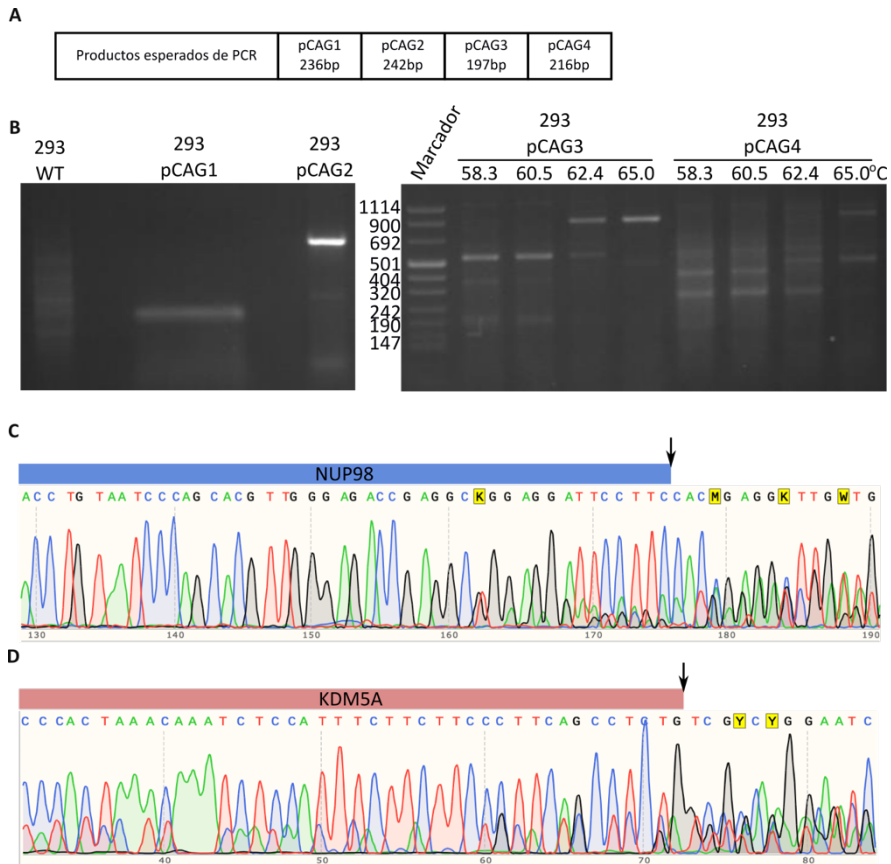 A
Productos esperados de PCR
pCAG1 236bp
pCAG2 242bp
pCAG3 197bp
pCAG4 216bp
B
293 WT
293 pCAG1
293 pCAG2
Marcador
293 pCAG3
58.3 60.5 62.4 65.0
293 pCAG4
58.3 60.5 62.4 65.0°C
1114
900
692
501
404
320
242
190
147
C
NUP98
ACCTGTAATCCCAGCACGTTGGGAGACCGAGGCKGGAGGATTCCTTCCACMGAGGKTTGWTG
130 140 150 160 170 180 190
D
KDM5A
CCCACTAAACAAATCTCCATTTCTTCTTCCCTTCAGCCTGTGTCGYCYGGAATC
40 50 60 70 80